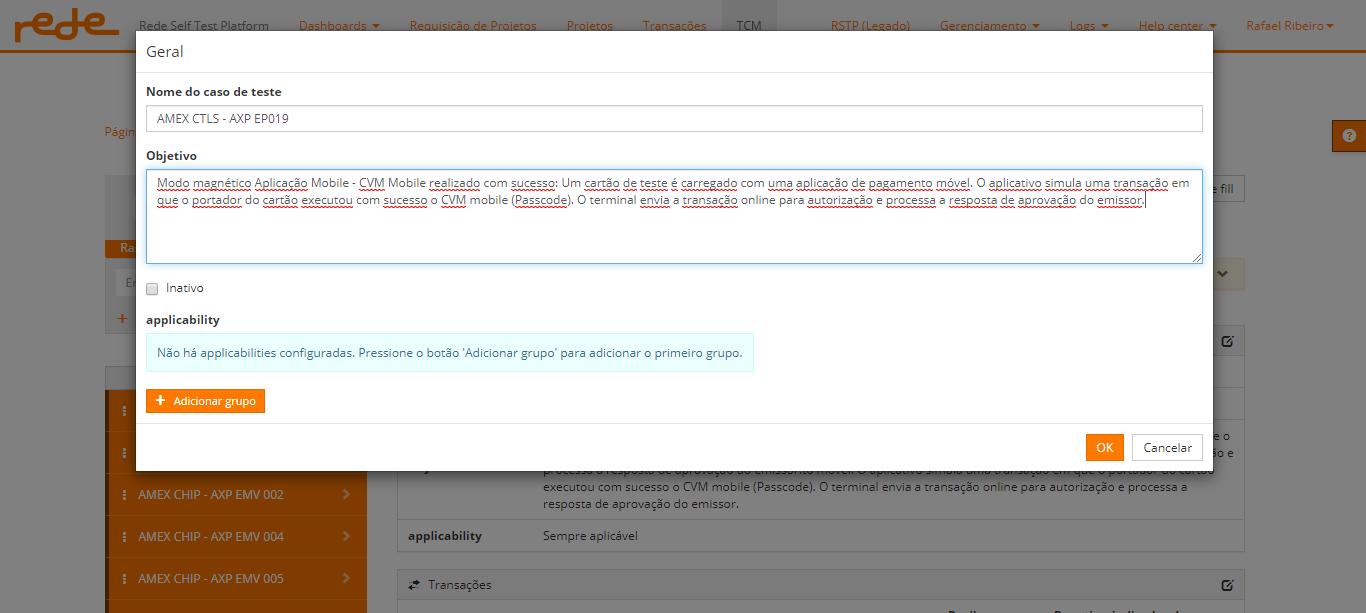 rede Rede Self Test Platform Dashboards Requisição de Projetos Projetos Transações TCM RSTP (Legado) Gerenciamento Logs Help center Rafael Ribeiro
Geral
Nome do caso de teste
AMEX CTLS - AXP EP019
Objetivo
Modo magnético Aplicação Mobile - CVM Mobile realizado com sucesso: Um cartão de teste é carregado com uma aplicação de pagamento móvel. O aplicativo simula uma transação em
que o portador do cartão executou com sucesso o CVM mobile (Passcode). O terminal envia a transação online para autorização e processa a resposta de aprovação do emissor.
Inativo
applicability
Não há applicabilities configuradas. Pressione o botão 'Adicionar grupo' para adicionar o primeiro grupo.
+ Adicionar grupo
OK Cancelar
Págin
e fill
Ra
+
e o
ão e
processa a resposta de aprovação do emissorito móvel. O aplicativo simula uma transação em que o portador do cartão
executou com sucesso o CVM mobile (Passcode). O terminal envia a transação online para autorização e processa a
resposta de aprovação do emissor.
AMEX CHIP - AXP EMV 002
AMEX CHIP - AXP EMV 004
AMEX CHIP - AXP EMV 005
applicability Sempre aplicável
Transações